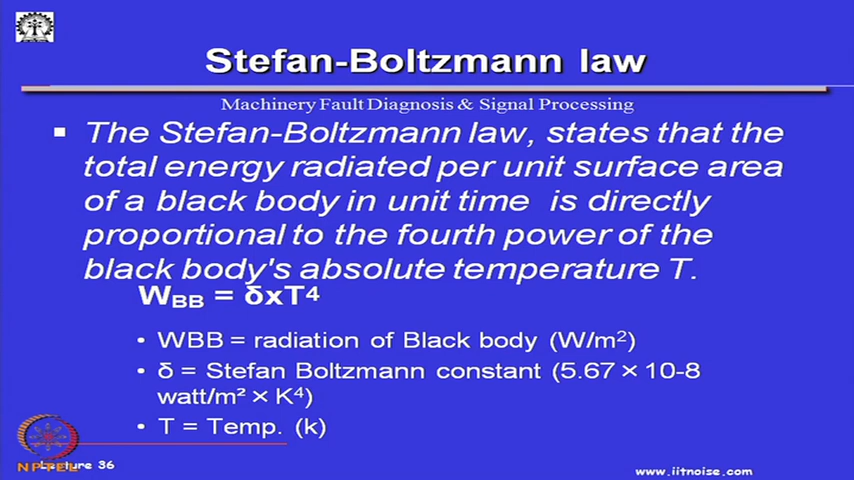 Stefan-Boltzmann law
Machinery Fault Diagnosis & Signal Processing
▪ The Stefan-Boltzmann law, states that the
total energy radiated per unit surface area
of a black body in unit time is directly
proportional to the fourth power of the
black body's absolute temperature T.
W_BB = δxT⁴
• WBB = radiation of Black body (W/m²)
• δ = Stefan Boltzmann constant (5.67 × 10-8
watt/m² × K⁴)
• T = Temp. (k)
NPTEL Lecture 36
www.iitnoise.com